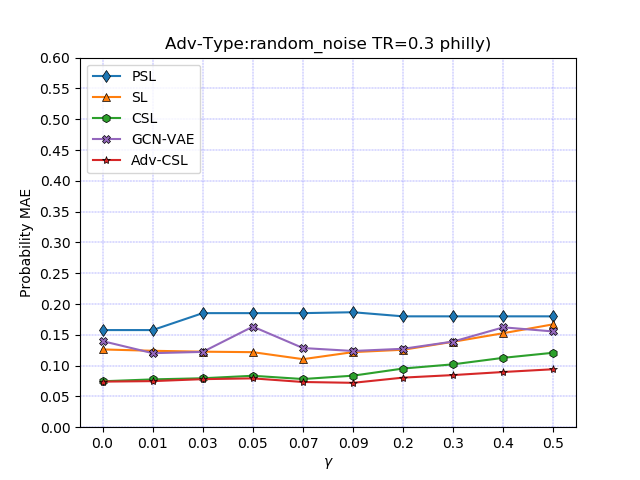 Adv-Type:random_noise TR=0.3 philly)
PSL
SL
CSL
GCN-VAE
Adv-CSL
Probability MAE
0.60
0.55
0.50
0.45
0.40
0.35
0.30
0.25
0.20
0.15
0.10
0.05
0.00
0.0 0.01 0.03 0.05 0.07 0.09 0.2 0.3 0.4 0.5
γ